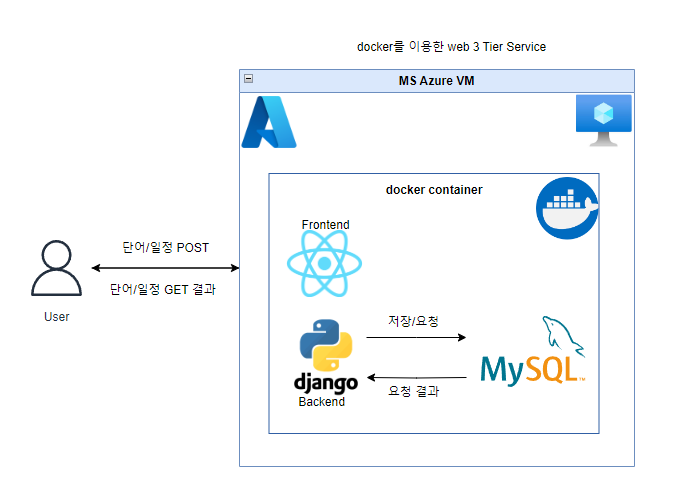 docker를 이용한 web 3 Tier Service
MS Azure VM
docker container
Frontend
단어/일정 POST
단어/일정 GET 결과
User
저장/요청
django
MySQL™
요청 결과
Backend